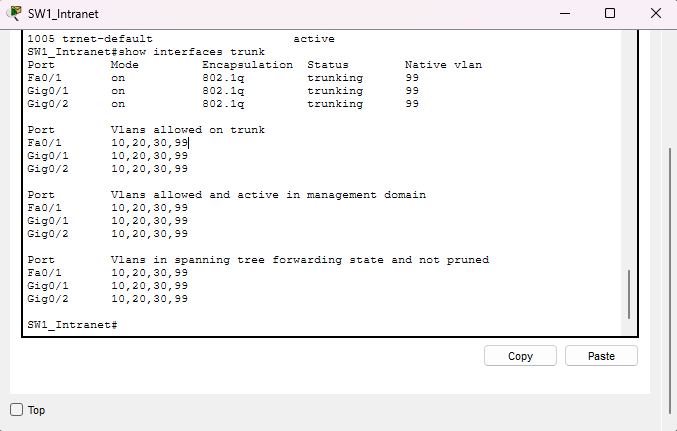 SW1_Intranet
1005 trnet-default                    active
SW1_Intranet#show interfaces trunk
Port        Mode         Encapsulation  Status        Native vlan
Fa0/1       on           802.1q         trunking      99
Gig0/1      on           802.1q         trunking      99
Gig0/2      on           802.1q         trunking      99
Port        Vlans allowed on trunk
Fa0/1       10,20,30,99
Gig0/1      10,20,30,99
Gig0/2      10,20,30,99
Port        Vlans allowed and active in management domain
Fa0/1       10,20,30,99
Gig0/1      10,20,30,99
Gig0/2      10,20,30,99
Port        Vlans in spanning tree forwarding state and not pruned
Fa0/1       10,20,30,99
Gig0/1      10,20,30,99
Gig0/2      10,20,30,99
SW1_Intranet#
Copy Paste
Top